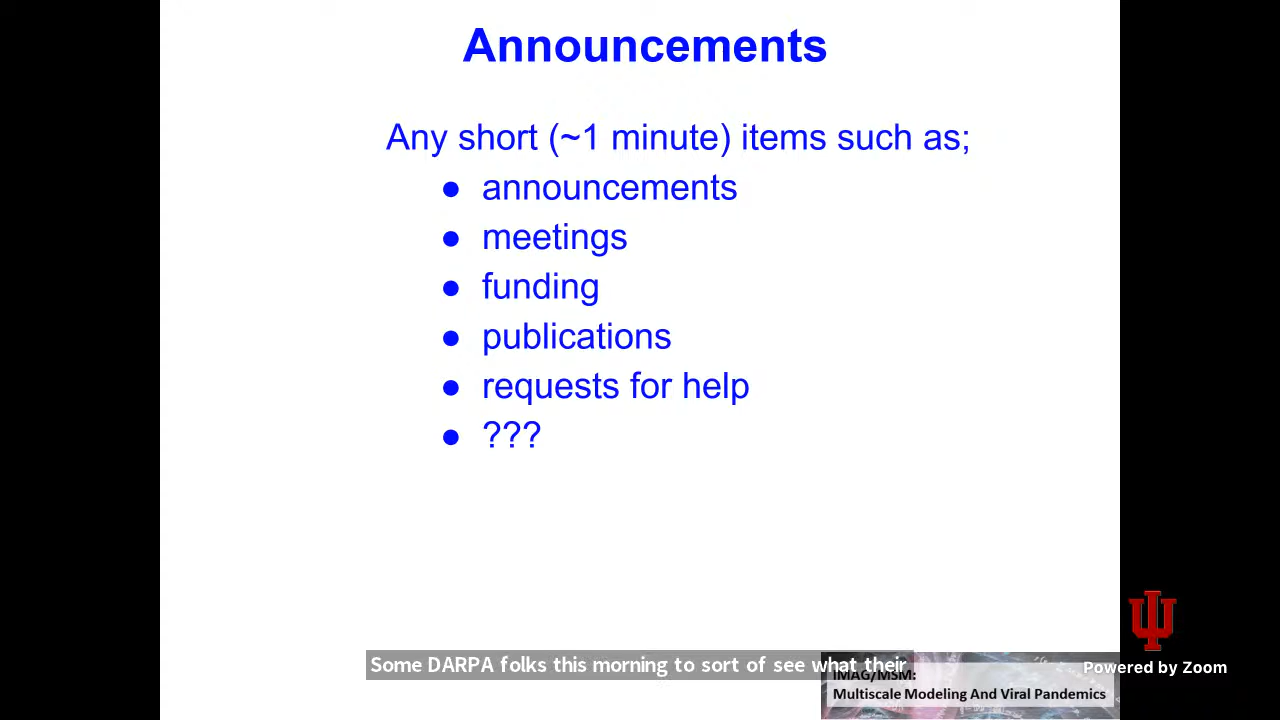 Announcements
Any short (~1 minute) items such as;
● announcements
● meetings
● funding
● publications
● requests for help
● ???
Some DARPA folks this morning to sort of see what their
IMAG/MSM:
Multiscale Modeling And Viral Pandemics
Powered by Zoom